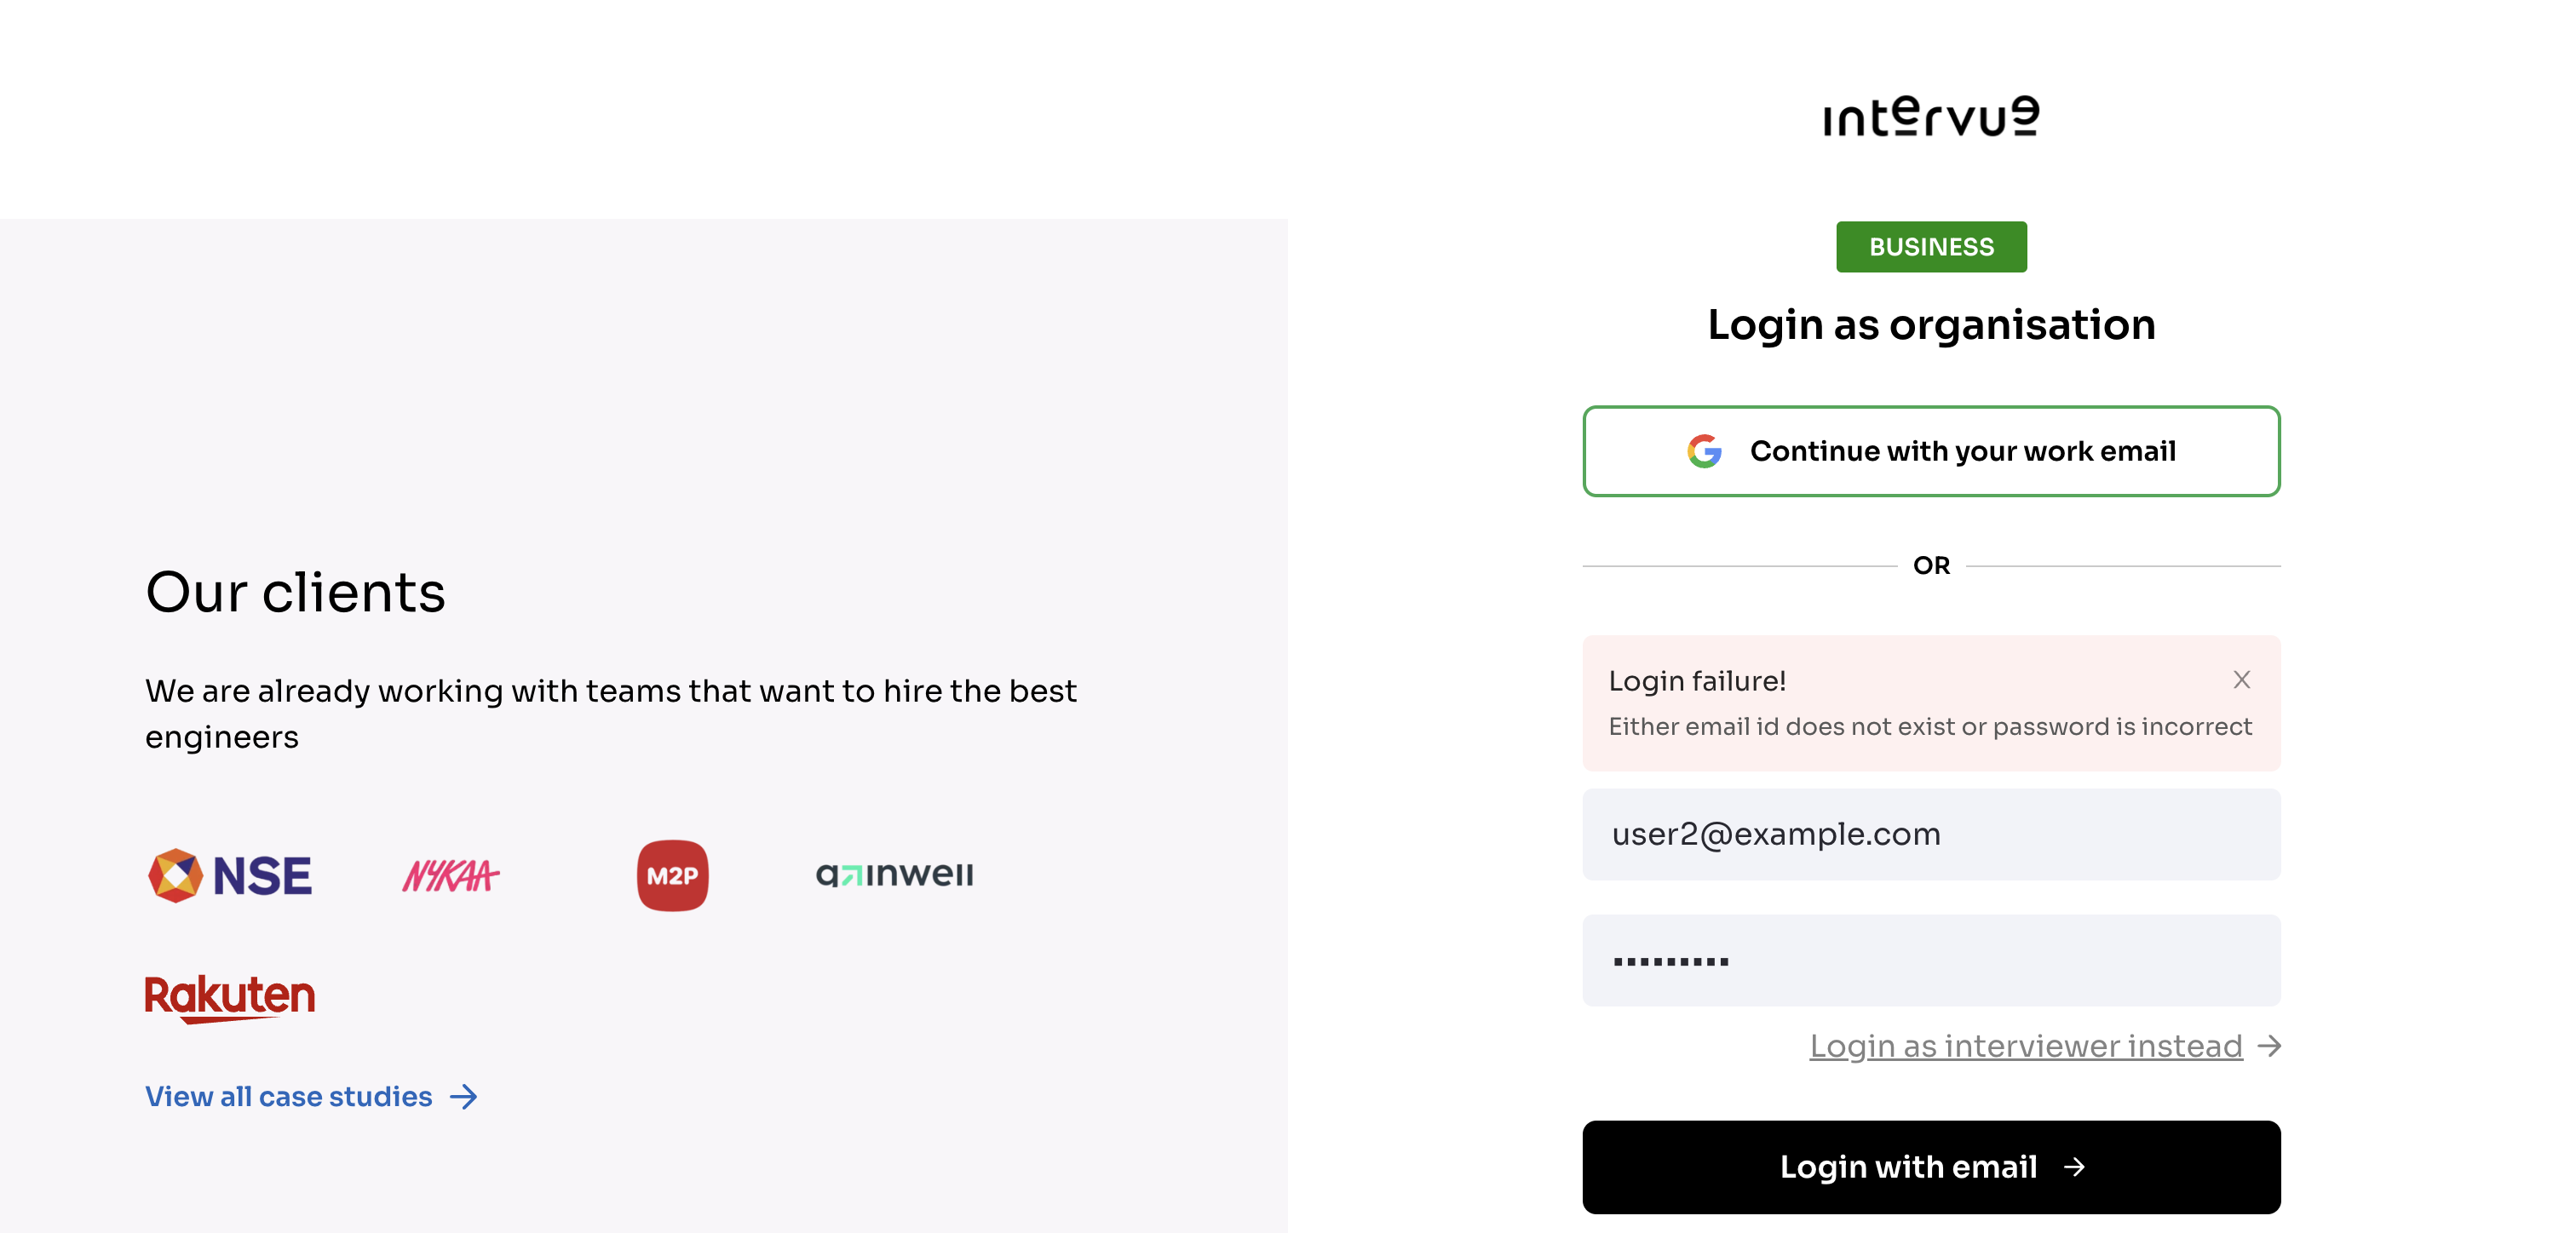 intervue
BUSINESS
Login as organisation
Continue with your work email
OR
Login failure!
X
Either email id does not exist or password is incorrect
user2@example.com
Login as interviewer instead →
Login with email →
Our clients
We are already working with teams that want to hire the best
engineers
NSE
NYKAA
M2P
gainwell
Rakuten
View all case studies →